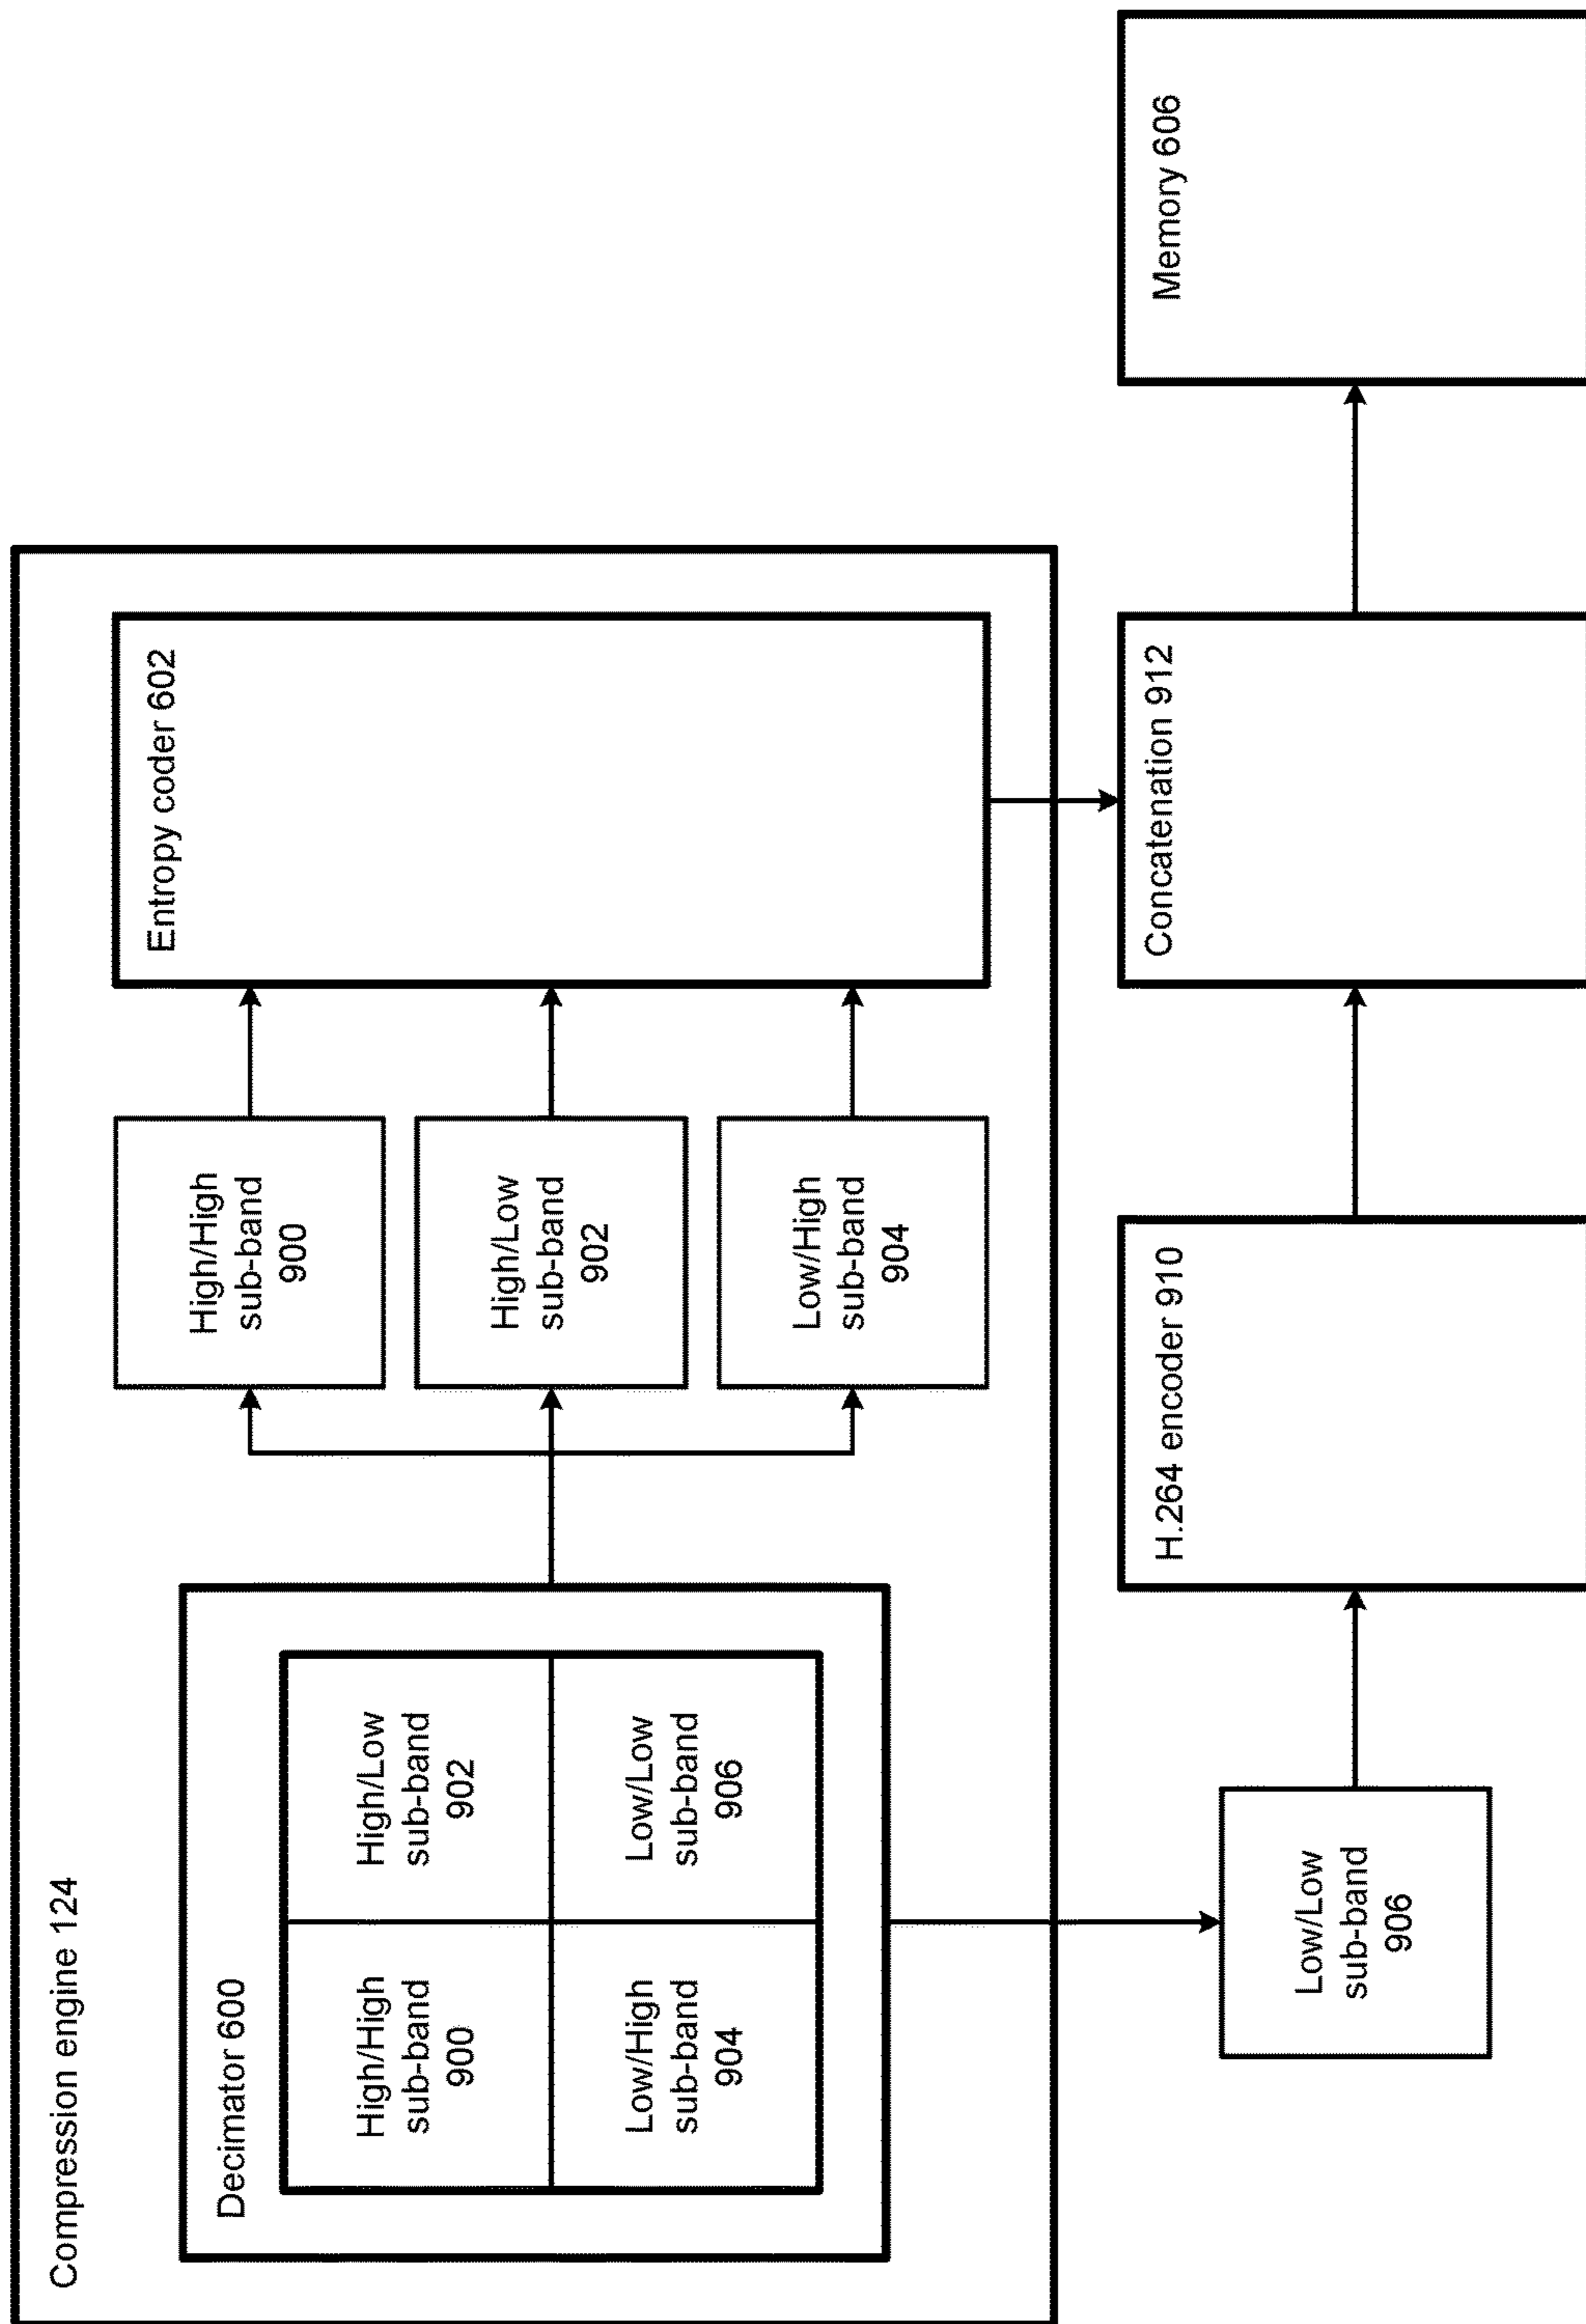 Compression engine 124
Decimator 600
High/High
sub-band
900
High/Low
sub-band
902
Low/High
sub-band
904
Low/Low
sub-band
906
High/High
sub-band
900
High/Low
sub-band
902
Low/High
sub-band
904
Entropy coder 602
Low/Low
sub-band
906
H.264 encoder 910
Concatenation 912
Memory 606